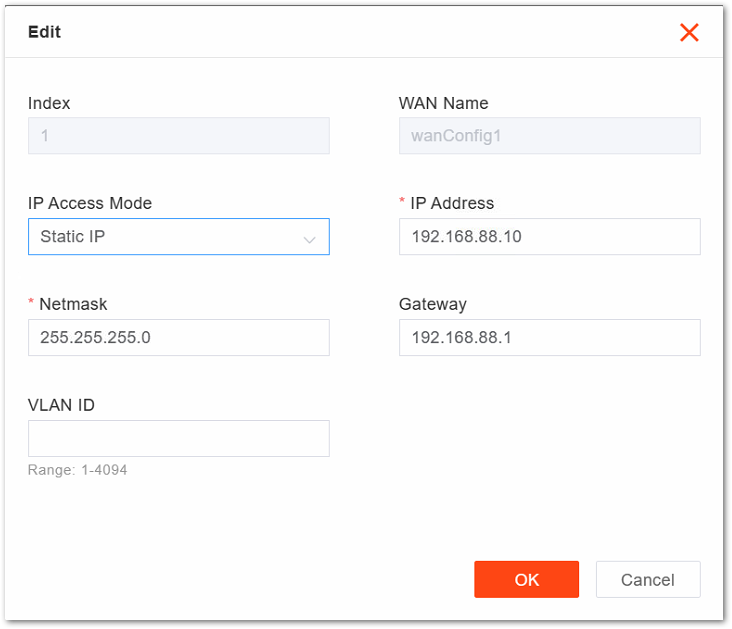 Edit
Index
WAN Name
1
wanConfig1
IP Access Mode
* IP Address
Static IP
192.168.88.10
* Netmask
Gateway
255.255.255.0
192.168.88.1
VLAN ID
Range: 1-4094
OK
Cancel